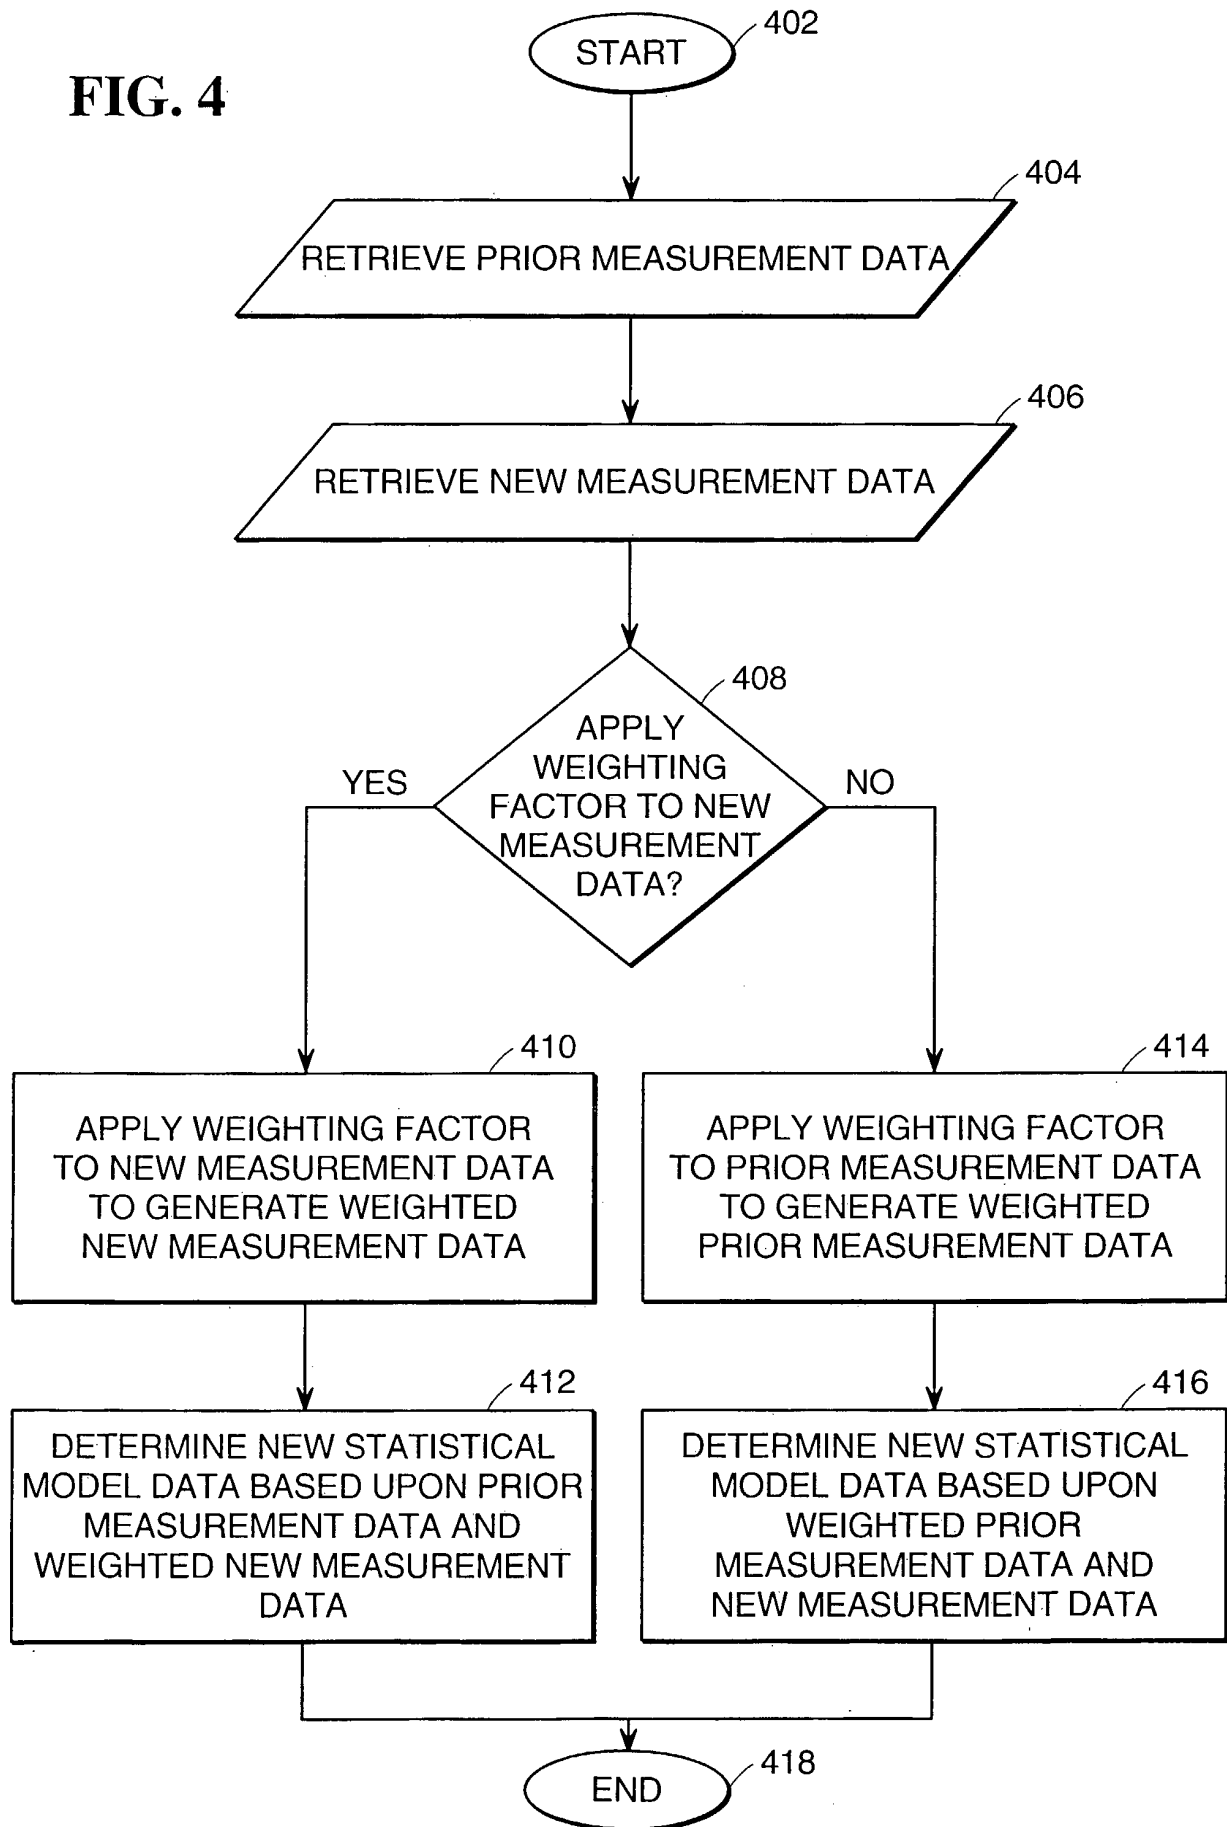 START
402
FIG. 4
404
RETRIEVE PRIOR MEASUREMENT DATA
406
RETRIEVE NEW MEASUREMENT DATA
408
APPLY
WEIGHTING
FACTOR TO NEW
MEASUREMENT
DATA?
YES
NO
410
APPLY WEIGHTING FACTOR
TO NEW MEASUREMENT DATA
TO GENERATE WEIGHTED
NEW MEASUREMENT DATA
414
APPLY WEIGHTING FACTOR
TO PRIOR MEASUREMENT DATA
TO GENERATE WEIGHTED
PRIOR MEASUREMENT DATA
412
DETERMINE NEW STATISTICAL
MODEL DATA BASED UPON PRIOR
MEASUREMENT DATA AND
WEIGHTED NEW MEASUREMENT
DATA
416
DETERMINE NEW STATISTICAL
MODEL DATA BASED UPON
WEIGHTED PRIOR
MEASUREMENT DATA AND
NEW MEASUREMENT DATA
418
END